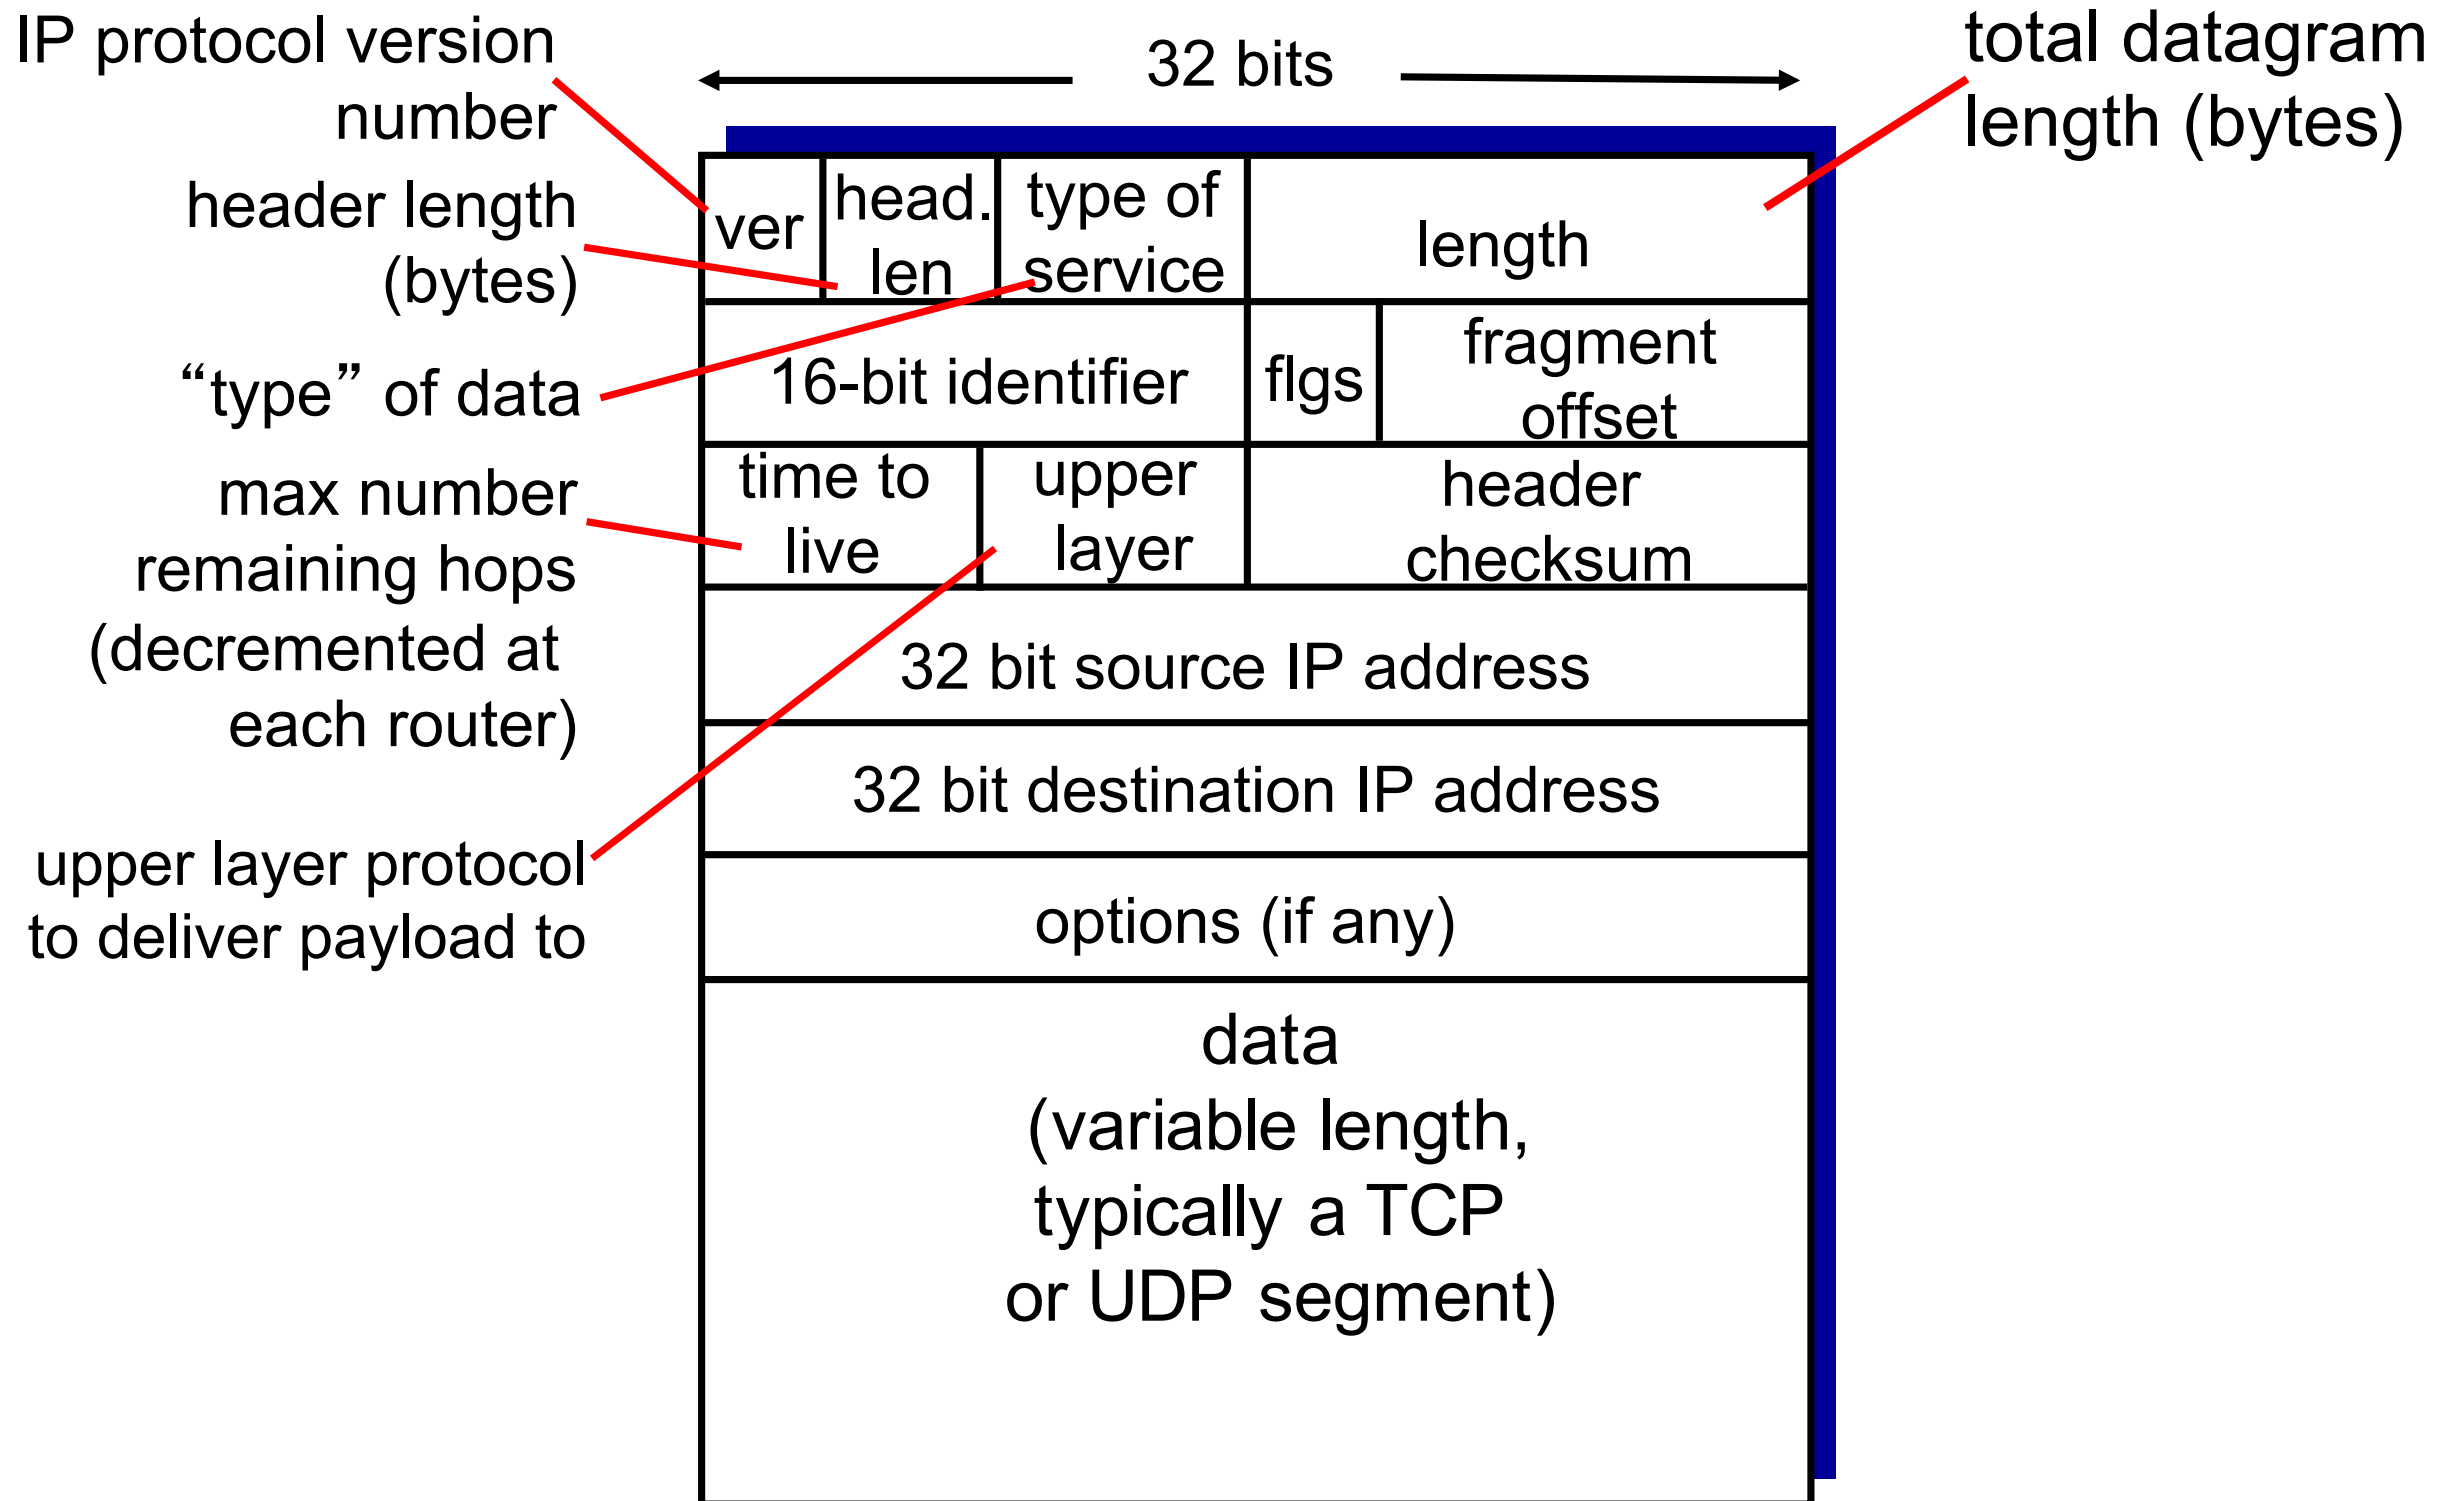 IP protocol version
number
header length
(bytes)
“type” of data
max number
remaining hops
(decremented at
each router)
upper layer protocol
to deliver payload to
32 bits
total datagram
length (bytes)
ver
head.
len
type of
service
length
16-bit identifier
flgs
fragment
offset
time to
live
upper
layer
header
checksum
32 bit source IP address
32 bit destination IP address
options (if any)
data
(variable length,
typically a TCP
or UDP segment)